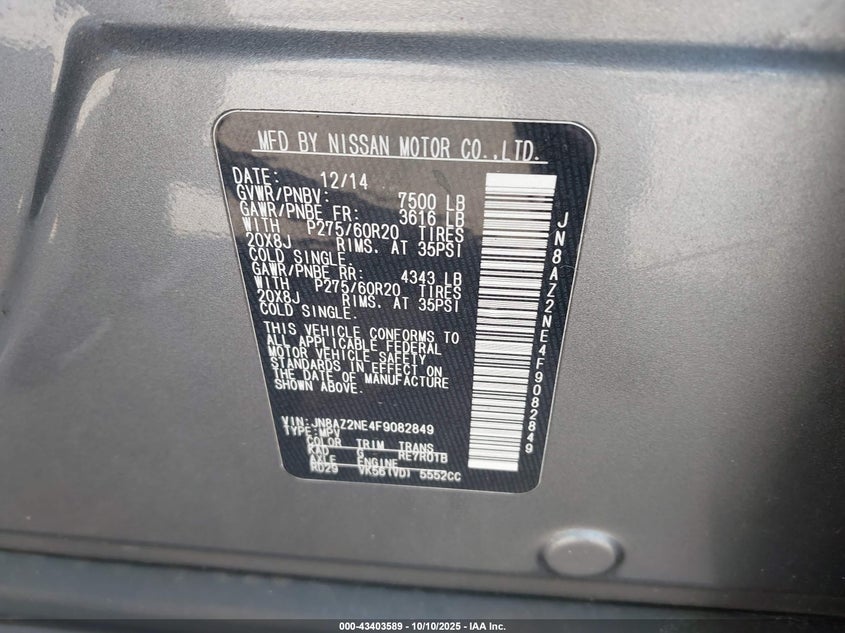 MFD BY NISSAN MOTOR CO.,LTD.
DATE: 12/14
GVWR/PNBV: 7500 LB
GAWR/PNBE FR: 3616 LB
WITH P275/60R20 TIRES
20X8J RIMS. AT 35PSI
COLD SINGLE.
GAWR/PNBE RR: 4343 LB
WITH P275/60R20 TIRES
20X8J RIMS. AT 35PSI
COLD SINGLE.
THIS VEHICLE CONFORMS TO
ALL APPLICABLE FEDERAL
MOTOR VEHICLE SAFETY
STANDARDS IN EFFECT ON
THE DATE OF MANUFACTURE
SHOWN ABOVE.
VIN: JN8AZ2NE4F9082849
TYPE: MPV
COLOR TRIM TRANS
KAD G RE7R01B
AXLE ENGINE
RD29 VK56(VD) 5552CC
JN8AZ2NE4F9082849
000-43403589 - 10/10/2025 - IAA Inc.